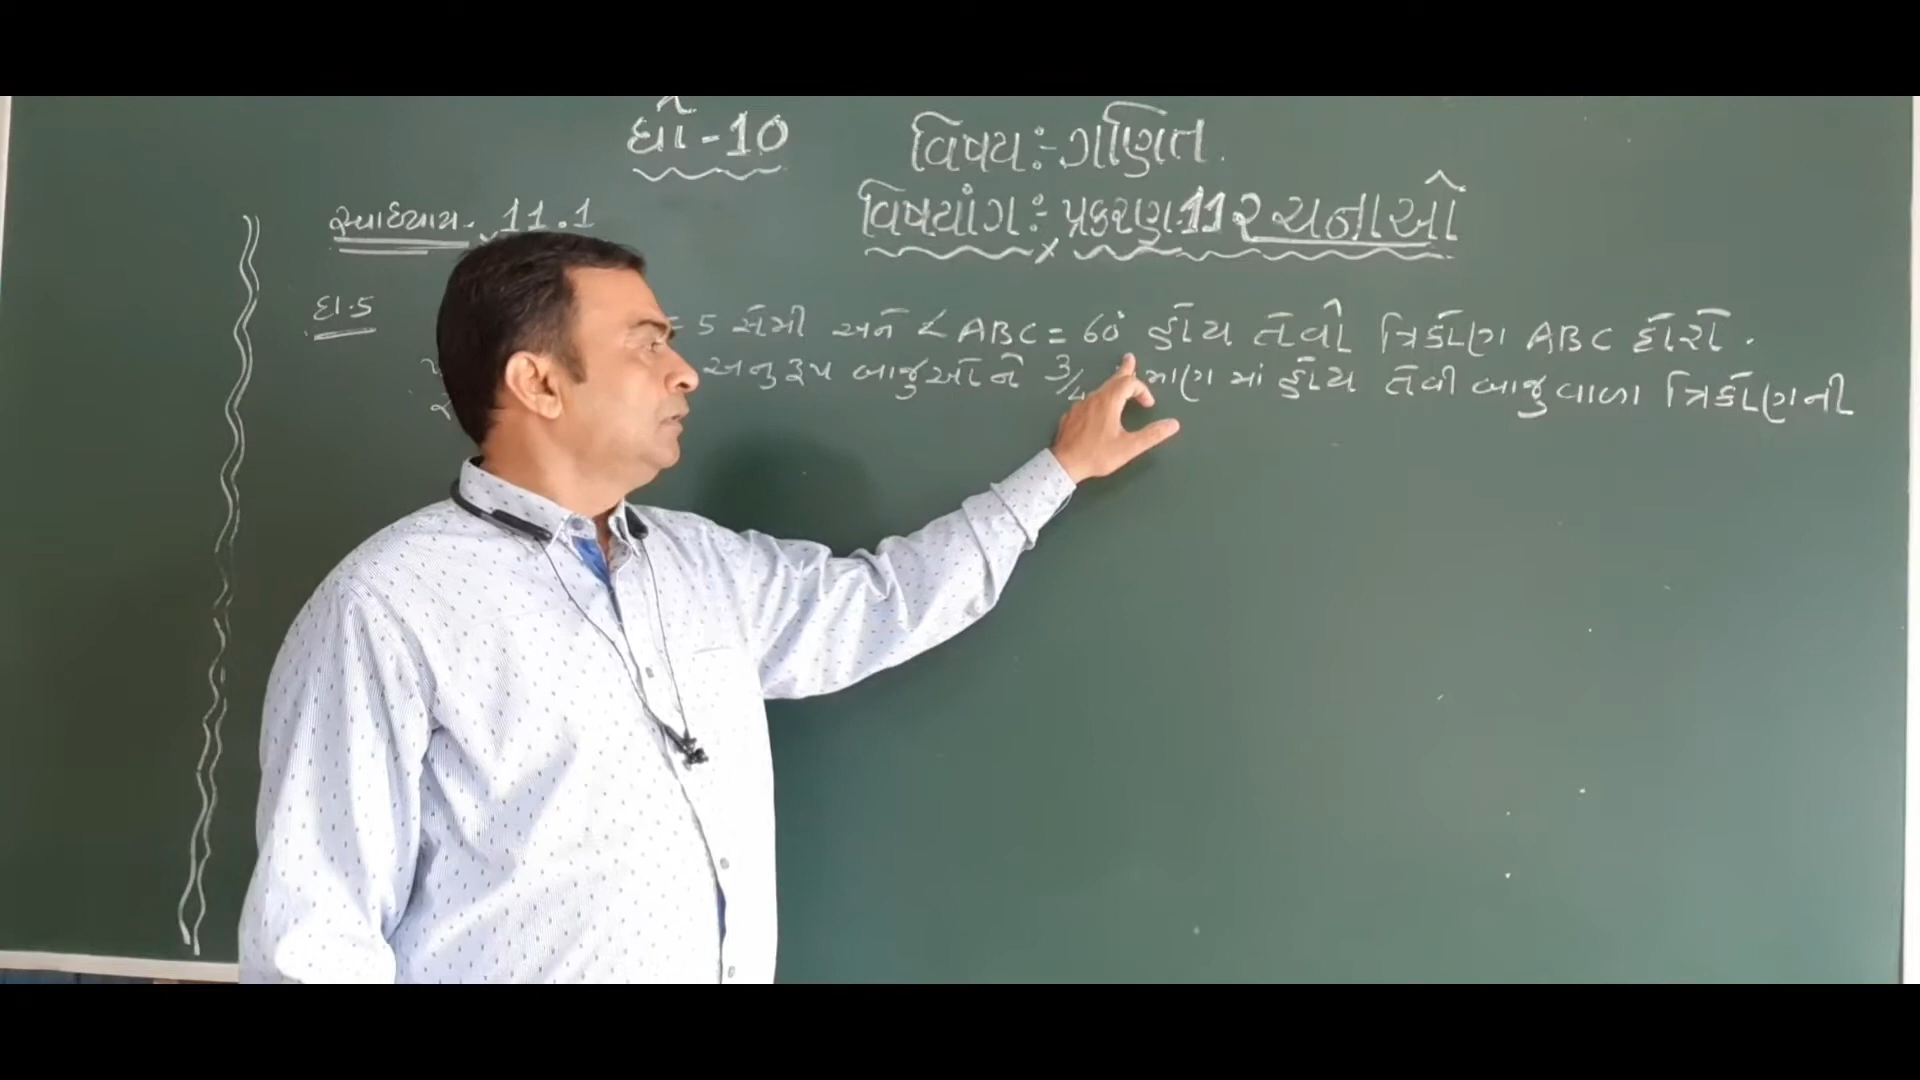 ધો-10
વિષય:-ગણિત.
વિષયાંગ:- પ્રકરણ.11 રચનાઓ
સ્વાધ્યાય. 11.1
દા.5
= 5 સેમી અને < ABC = 60° હોય તેવો ત્રિકોણ ABC દોરો.
અનુરૂપ બાજુઓને 3/4 માણ માં હોય તેવી બાજુવાળા ત્રિકોણની